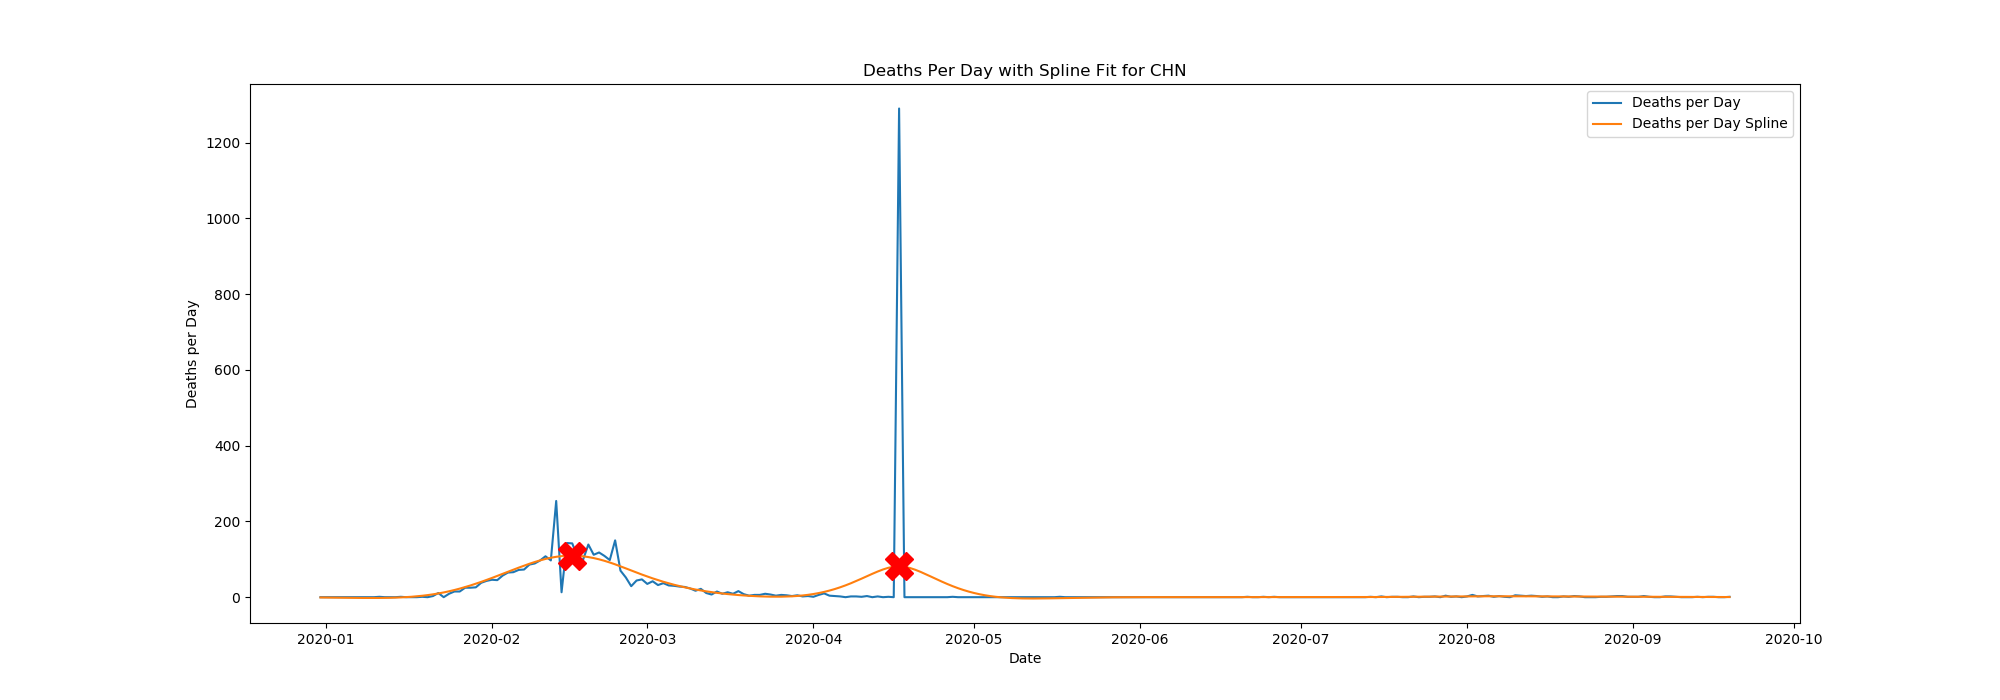 Deaths Per Day with Spline Fit for CHN
Deaths per Day
Deaths per Day Spline
1200
1000
800
600
400
200
0
Deaths per Day
2020-01 2020-02 2020-03 2020-04 2020-05 2020-06 2020-07 2020-08 2020-09 2020-10
Date